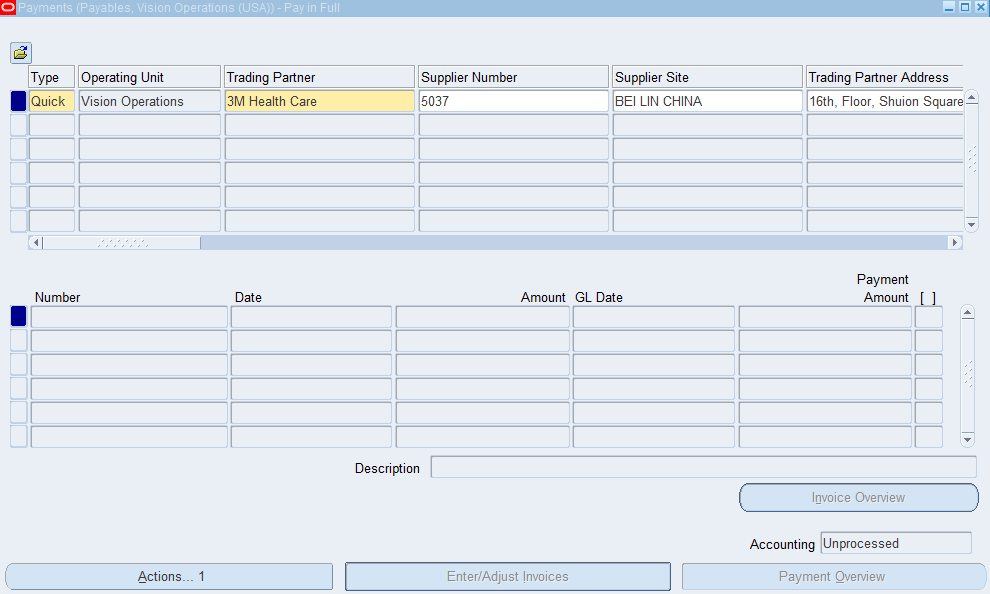 Payments (Payables, Vision Operations (USA)) - Pay in Full
Type Operating Unit Trading Partner Supplier Number Supplier Site Trading Partner Address
Quick Vision Operations 3M Health Care 5037 BEI LIN CHINA 16th, Floor, Shuion Square
Payment
Number Date Amount GL Date Amount [ ]
Description
Invoice Overview
Accounting Unprocessed
Actions... 1 Enter/Adjust Invoices Payment Overview